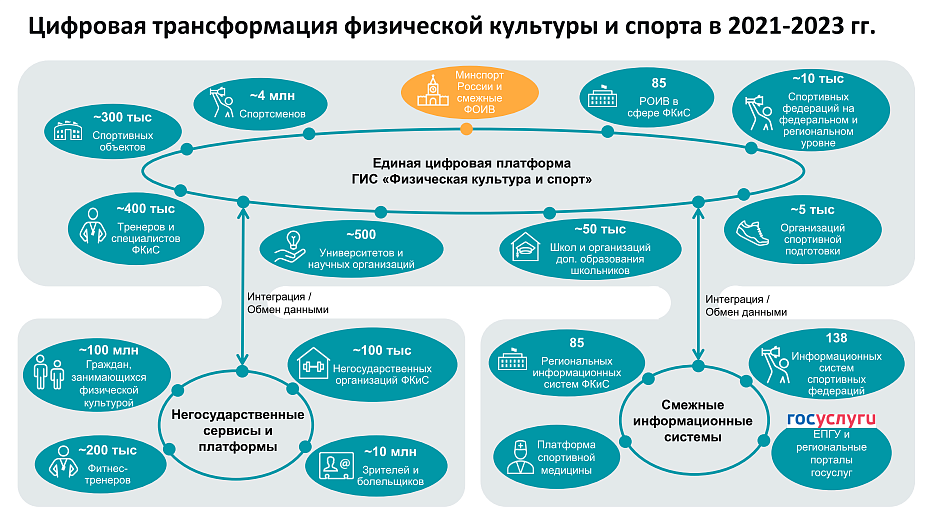 Цифровая трансформация физической культуры и спорта в 2021-2023 гг.
~300 тыс
Спортивных
объектов
~4 млн
Спортсменов
Минспорт
России и
смежные
ФОИВ
85
РОИВ в
сфере ФКиС
~10 тыс
Спортивных
федераций на
федеральном и
региональном
уровне
Единая цифровая платформа
ГИС «Физическая культура и спорт»
~400 тыс
Тренеров и
специалистов
ФКиС
~500
Университетов и
научных организаций
~50 тыс
Школ и организаций
доп. образования
школьников
~5 тыс
Организаций
спортивной
подготовки
Интеграция /
Обмен данными
Интеграция /
Обмен данными
~100 млн
Граждан,
занимающихся
физической
культурой
~100 тыс
Негосударственных
организаций ФКиС
Негосударственные
сервисы и
платформы
~200 тыс
Фитнес-
тренеров
~10 млн
Зрителей и
болельщиков
85
Региональных
информационных
систем ФКиС
138
Информационных
систем
спортивных
федераций
Смежные
информационные
системы
Платформа
спортивной
медицины
госуслуги
ЕПГУ и
региональные
порталы
госуслуг